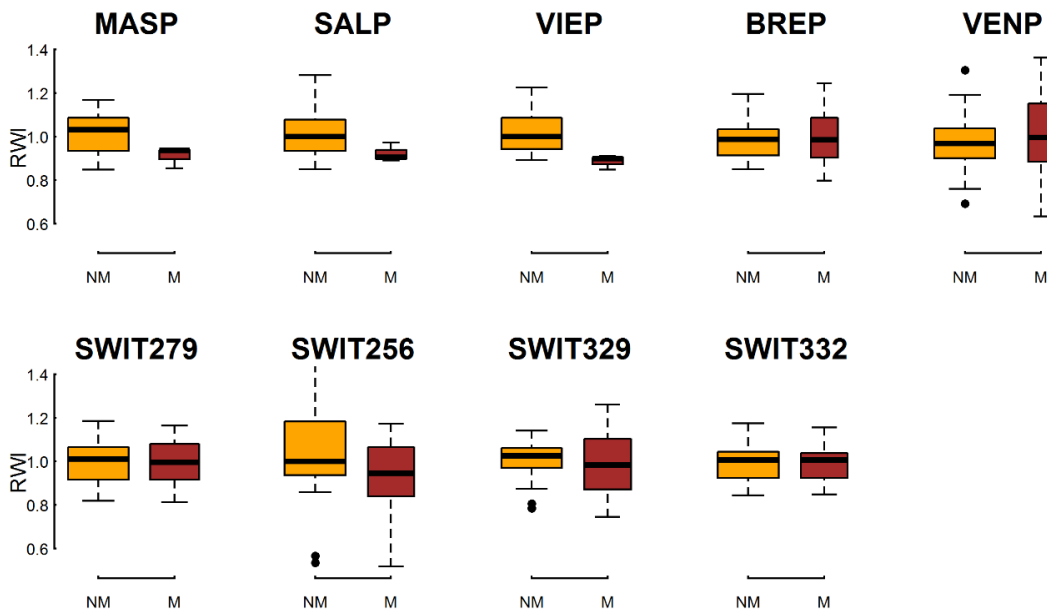 MASP SALP VIEP BREP VENP
1.4
1.2
1.0
0.8
0.6
RWI
NM M NM M NM M NM M NM M
SWIT279 SWIT256 SWIT329 SWIT332
1.4
1.2
1.0
0.8
0.6
RWI
NM M NM M NM M NM M